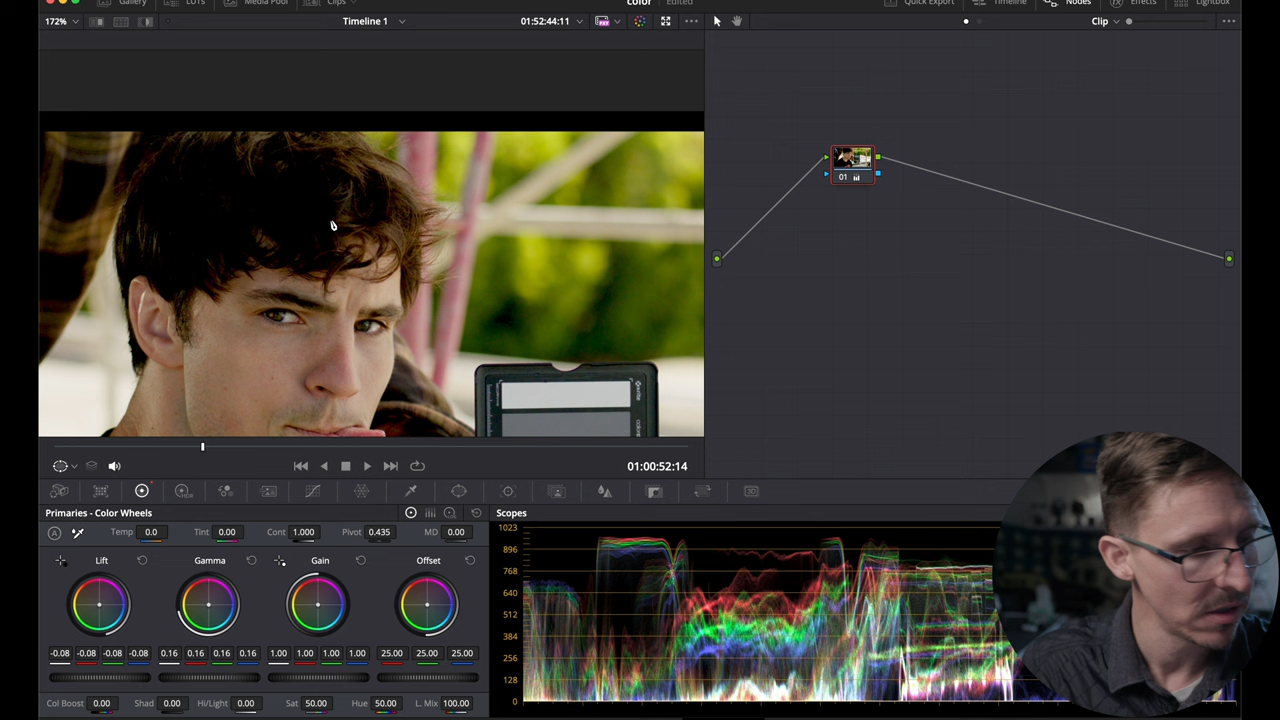 Gallery LUTs Media Pool Clips color Edited Quick Export Timeline Nodes Effects Lightbox
172% Timeline 1 01:52:44:11 Clip
01
01:00:52:14
Primaries - Color Wheels
Scopes
Temp 0.0 Tint 0.00 Cont 1.000 Pivot 0.435 MD 0.00
Lift Gamma Gain Offset
-0.08 -0.08 -0.08 -0.08 0.16 0.16 0.16 0.16 1.00 1.00 1.00 1.00 25.00 25.00 25.00
Col Boost 0.00 Shad 0.00 Hi/Light 0.00 Sat 50.00 Hue 50.00 L. Mix 100.00
1023
896
768
640
512
384
256
128
0